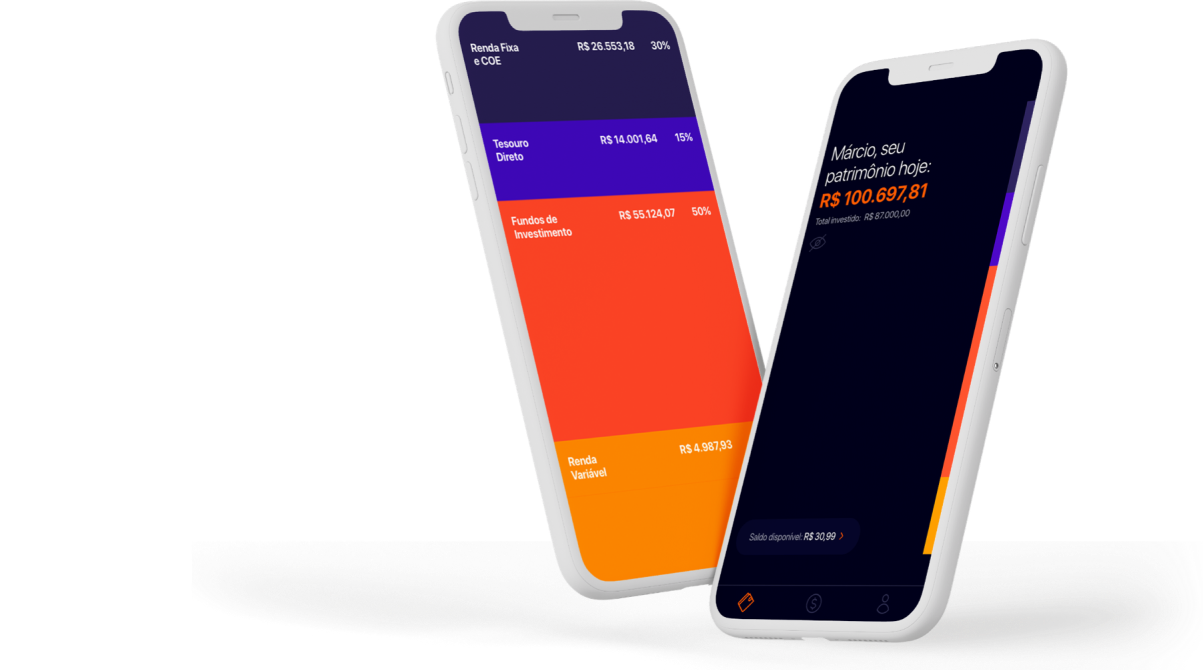 Renda Fixa R$ 26.553,18 30%
e COE
Tesouro R$ 14.001,64 15%
Direto
Fundos de R$ 55.124,07 50%
Investimento
Renda R$ 4.987,93
Variável
Márcio, seu
patrimônio hoje:
R$ 100.697,81
Total investido: R$ 87.000,00
Saldo disponível: R$ 30,99 >
$